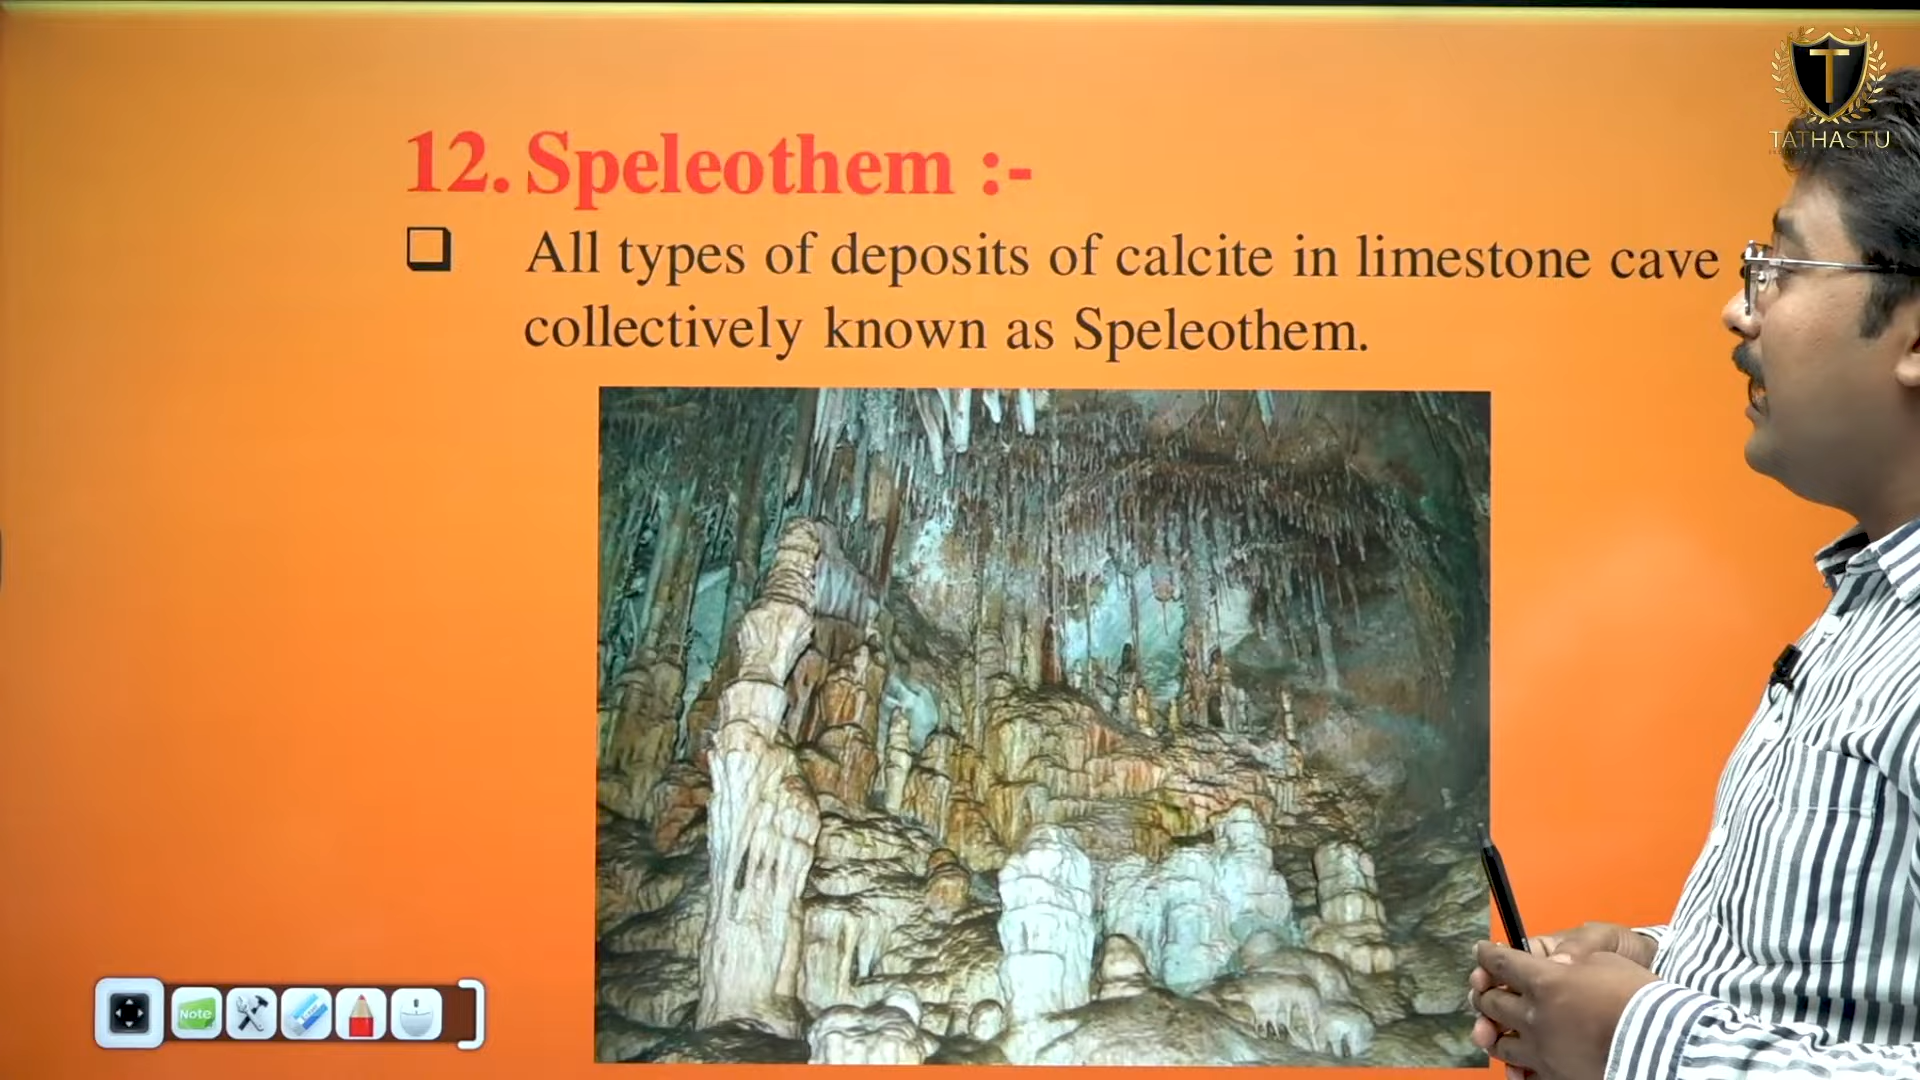 T
TATHASTU
12. Speleothem :-
❑ All types of deposits of calcite in limestone cave
collectively known as Speleothem.
Note